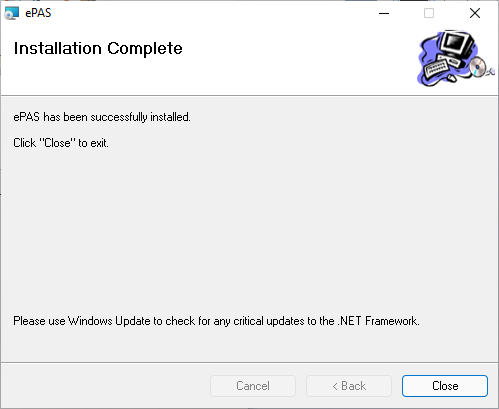 ePAS
Installation Complete
ePAS has been successfully installed.
Click "Close" to exit.
Please use Windows Update to check for any critical updates to the .NET Framework.
Cancel
< Back
Close